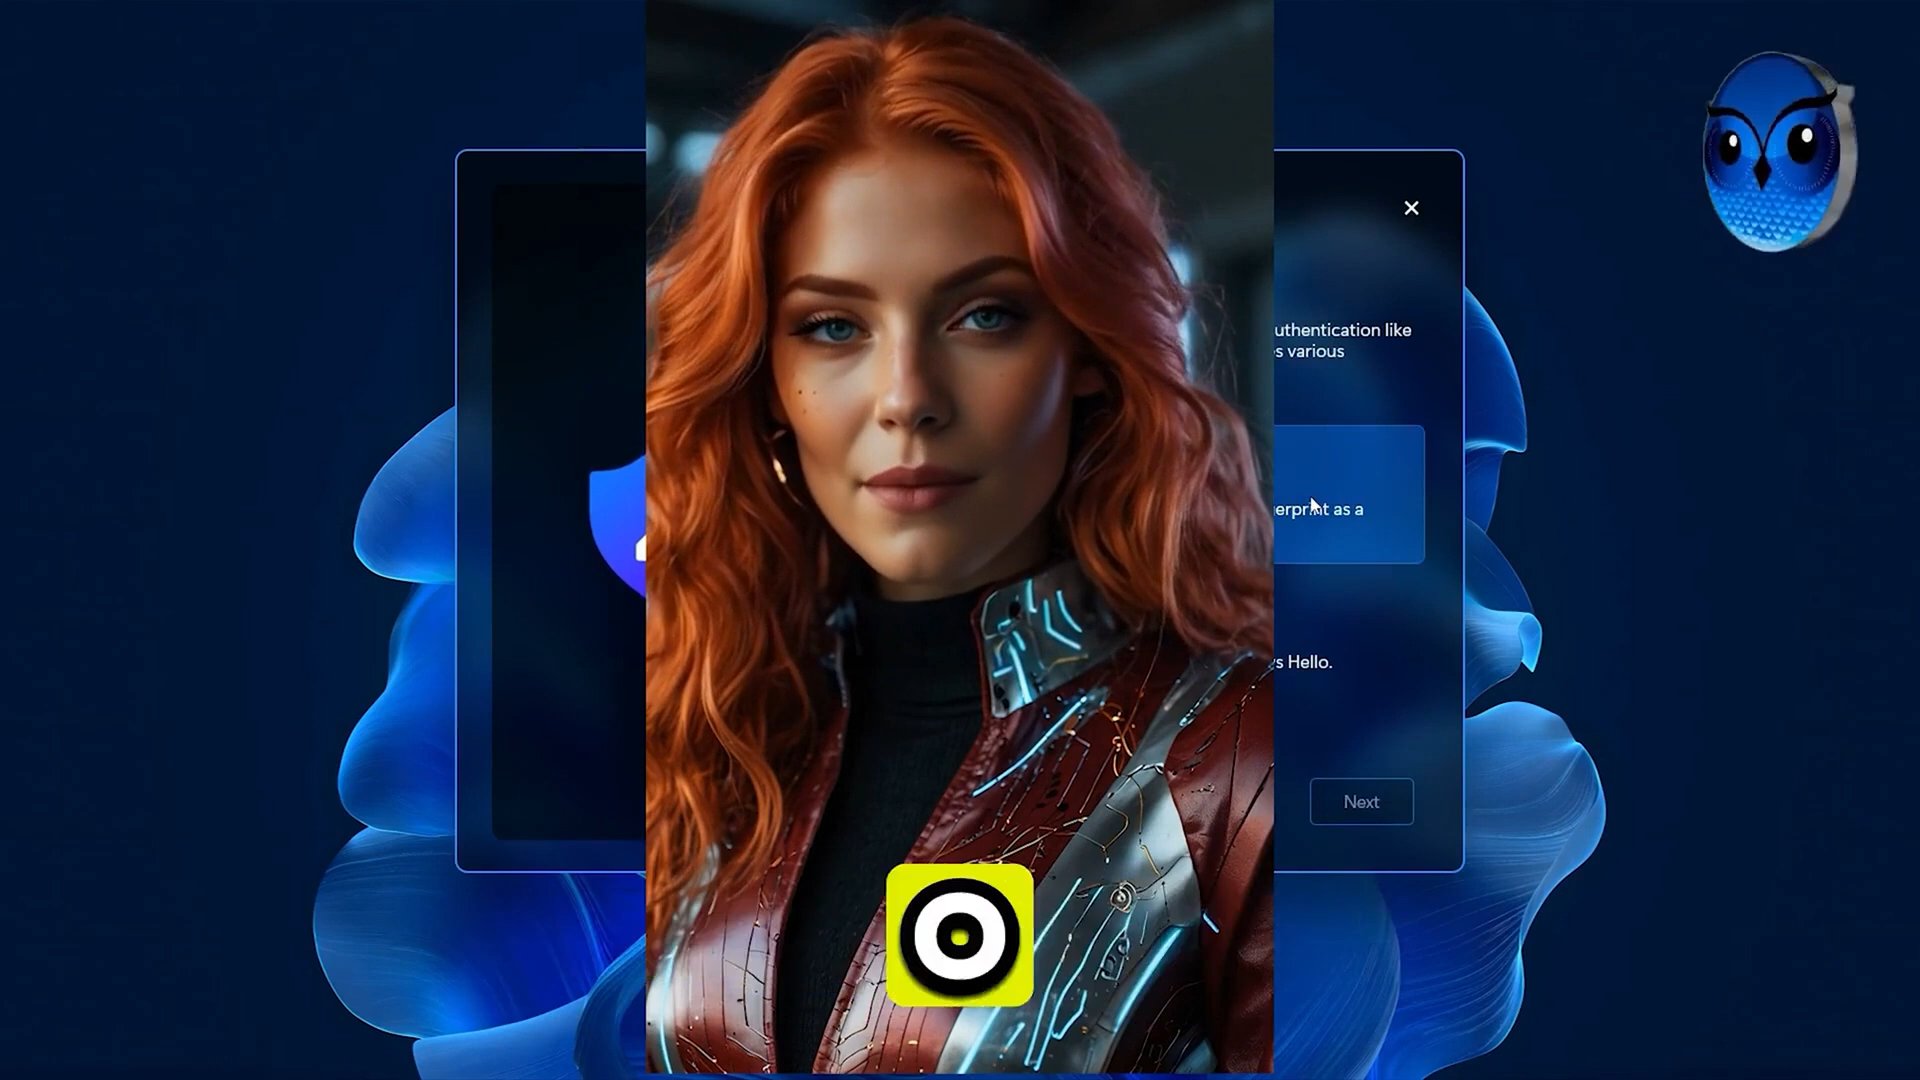 uthentication like
s various
erprint as a
s Hello.
Next